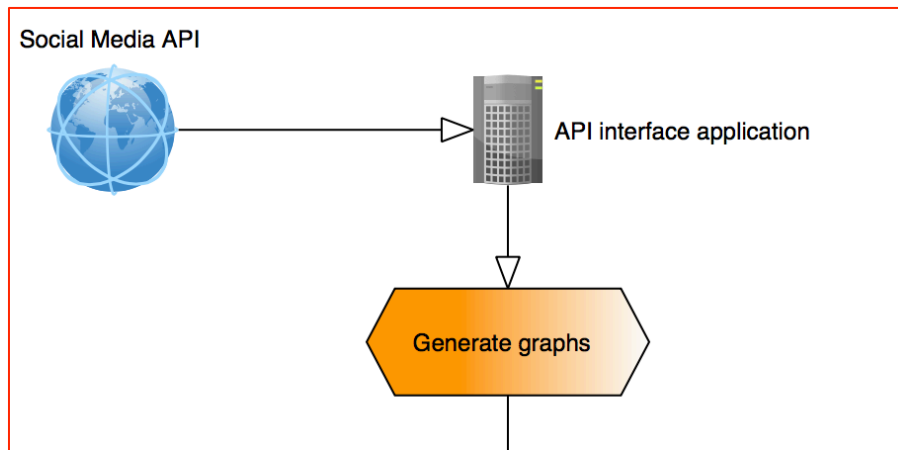 Social Media API
API interface application
Generate graphs